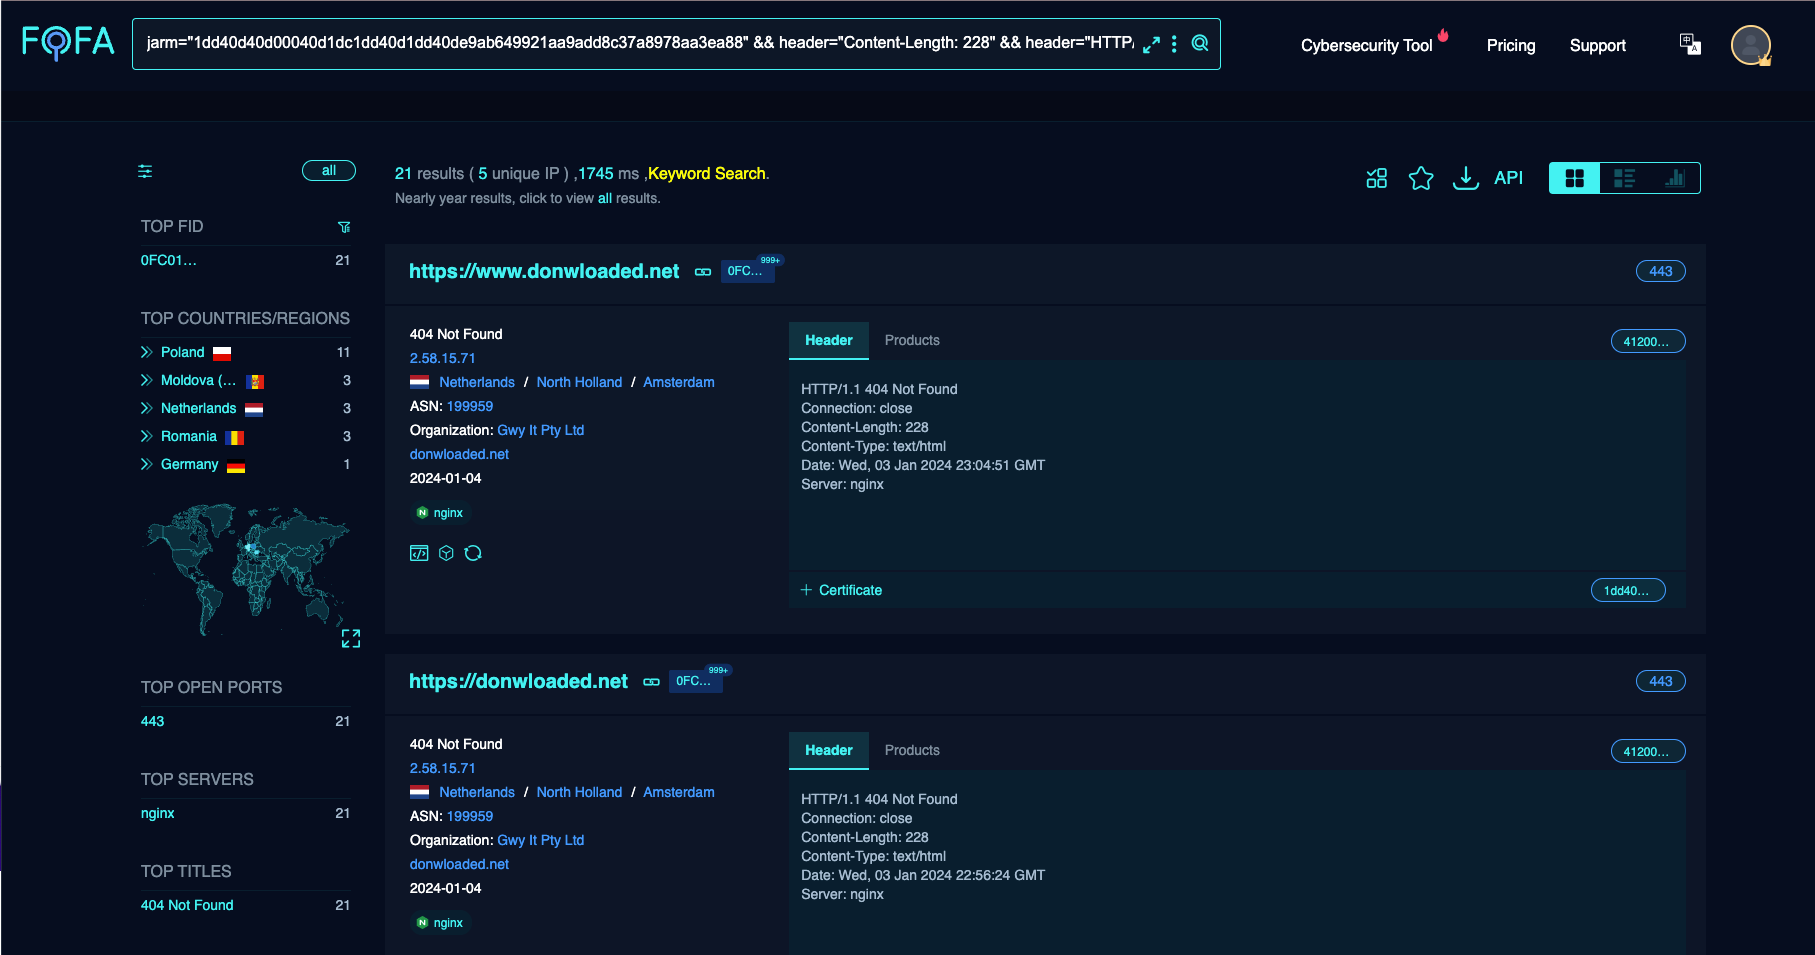 FOFA
jarm="1dd40d40d00040d1dc1dd40d1dd40de9ab649921aa9add8c37a8978aa3ea88" && header="Content-Length: 228" && header="HTTP/
Cybersecurity Tool
Pricing
Support
中 A
all
TOP FID
0FC01... 21
TOP COUNTRIES/REGIONS
Poland 11
Moldova (... 3
Netherlands 3
Romania 3
Germany 1
TOP OPEN PORTS
443 21
TOP SERVERS
nginx 21
TOP TITLES
404 Not Found 21
21 results ( 5 unique IP ) ,1745 ms ,Keyword Search.
Nearly year results, click to view all results.
API
https://www.donwloaded.net 0FC... 999+ 443
404 Not Found
2.58.15.71
Netherlands / North Holland / Amsterdam
ASN: 199959
Organization: Gwy It Pty Ltd
donwloaded.net
2024-01-04
nginx
Header Products 41200...
HTTP/1.1 404 Not Found
Connection: close
Content-Length: 228
Content-Type: text/html
Date: Wed, 03 Jan 2024 23:04:51 GMT
Server: nginx
+ Certificate 1dd40...
https://donwloaded.net 0FC... 999+ 443
404 Not Found
2.58.15.71
Netherlands / North Holland / Amsterdam
ASN: 199959
Organization: Gwy It Pty Ltd
donwloaded.net
2024-01-04
nginx
Header Products 41200...
HTTP/1.1 404 Not Found
Connection: close
Content-Length: 228
Content-Type: text/html
Date: Wed, 03 Jan 2024 22:56:24 GMT
Server: nginx